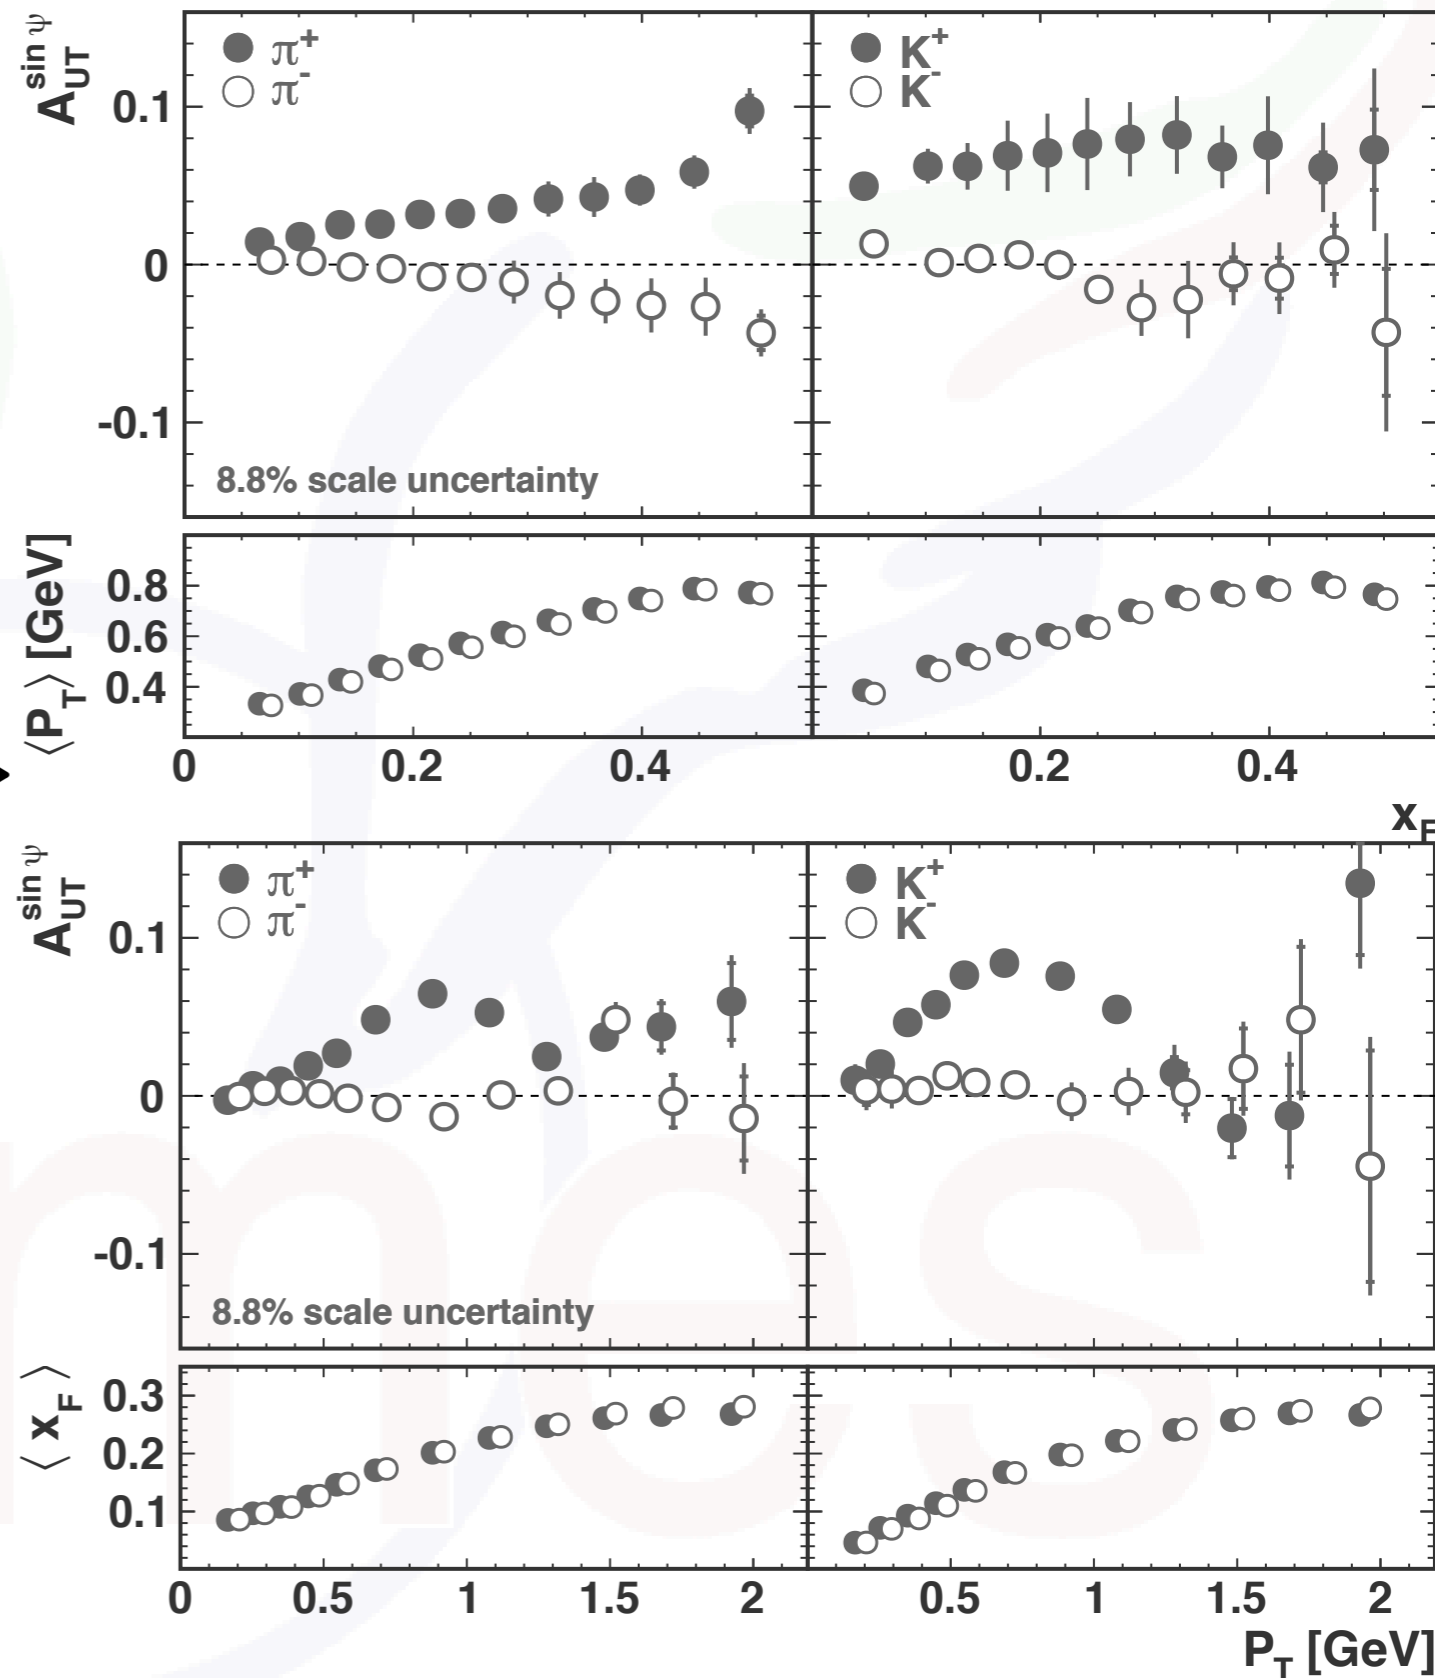 A_UT^sin ψ
π⁺
π⁻
K⁺
K⁻
0.1
0
-0.1
8.8% scale uncertainty
⟨P_T⟩ [GeV]
0.8
0.6
0.4
0 0.2 0.4 0.2 0.4
x_F
A_UT^sin ψ
π⁺
π⁻
K⁺
K⁻
0.1
0
-0.1
8.8% scale uncertainty
⟨x_F⟩
0.3
0.2
0.1
0 0.5 1 1.5 2 0.5 1 1.5 2
P_T [GeV]
mes